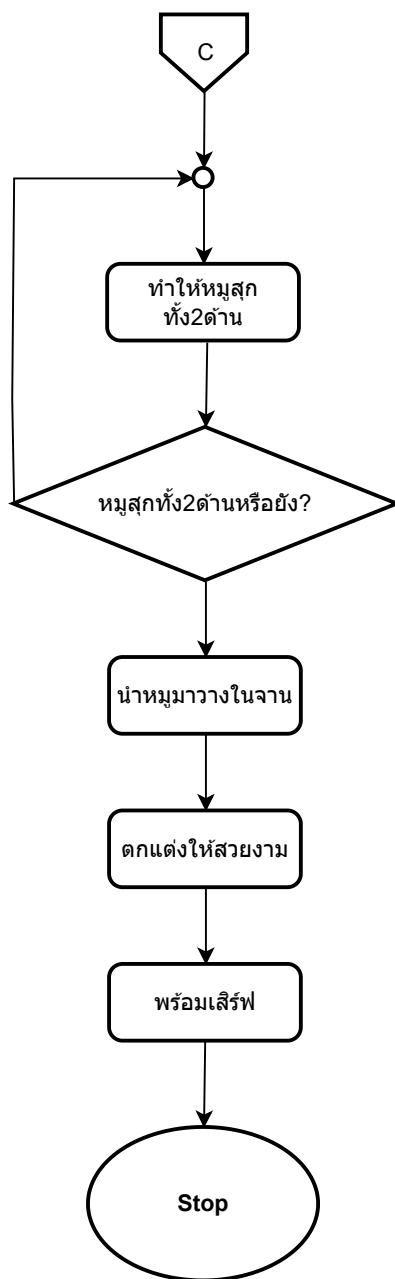 C
ทำให้หมูสุก
ทั้ง2ด้าน
หมูสุกทั้ง2ด้านหรือยัง?
นำหมูมาวางในจาน
ตกแต่งให้สวยงาม
พร้อมเสิร์ฟ
Stop